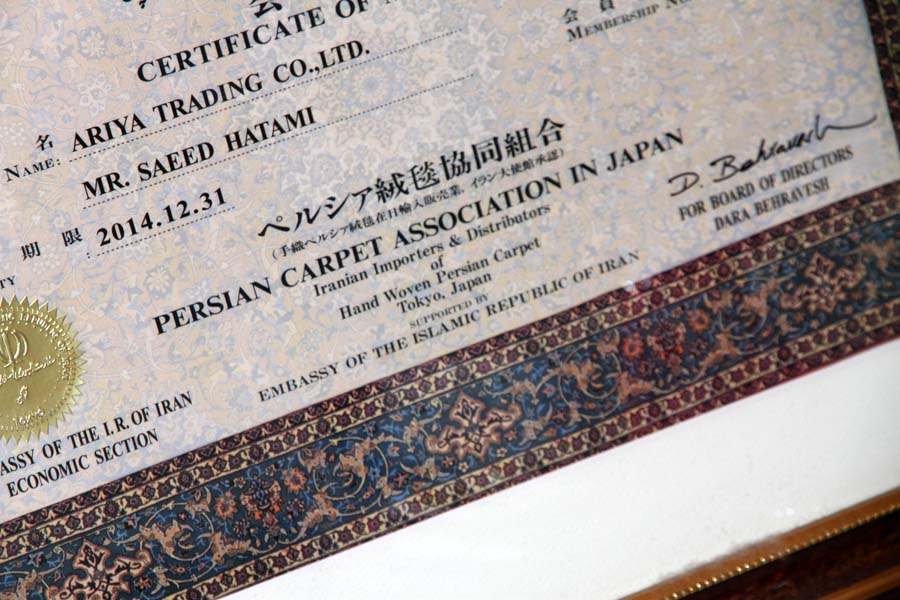 会
CERTIFICATE OF
会員
MEMBERSHIP NO
名 ARIYA TRADING CO.,LTD.
NAME:
MR. SAEED HATAMI
期限 : 2014.12.31
ペルシア絨毯協同組合
(手織ペルシア絨毯在日輸入販売業、イラン大使館承認)
PERSIAN CARPET ASSOCIATION IN JAPAN
Iranian Importers & Distributors
of
Hand Woven Persian Carpet
Tokyo, Japan
SUPPORTED BY
EMBASSY OF THE ISLAMIC REPUBLIC OF IRAN
D. Behravesh
FOR BOARD OF DIRECTORS
DARA BEHRAVESH
TOKYO
ASSY OF THE I.R. OF IRAN
ECONOMIC SECTION